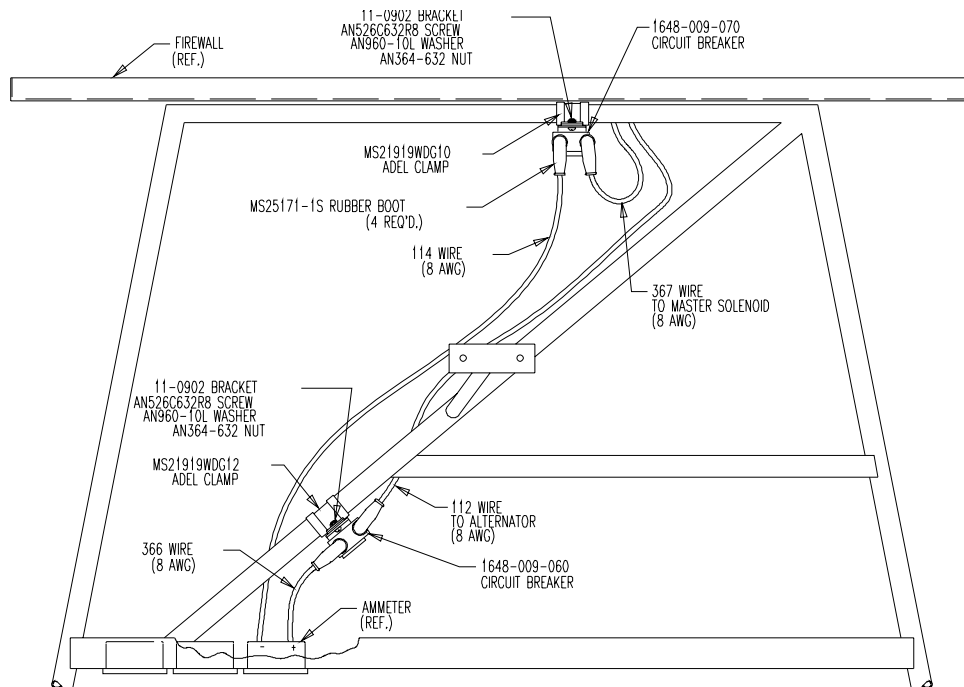 11-0902 BRACKET
AN526C632R8 SCREW
AN960-10L WASHER
AN364-632 NUT
1648-009-070
CIRCUIT BREAKER
FIREWALL
(REF.)
MS21919WDG10
ADEL CLAMP
MS25171-1S RUBBER BOOT
(4 REQ'D.)
114 WIRE
(8 AWG)
367 WIRE
TO MASTER SOLENOID
(8 AWG)
11-0902 BRACKET
AN526C632R8 SCREW
AN960-10L WASHER
AN364-632 NUT
MS21919WDG12
ADEL CLAMP
112 WIRE
TO ALTERNATOR
(8 AWG)
366 WIRE
(8 AWG)
1648-009-060
CIRCUIT BREAKER
AMMETER
(REF.)
- +